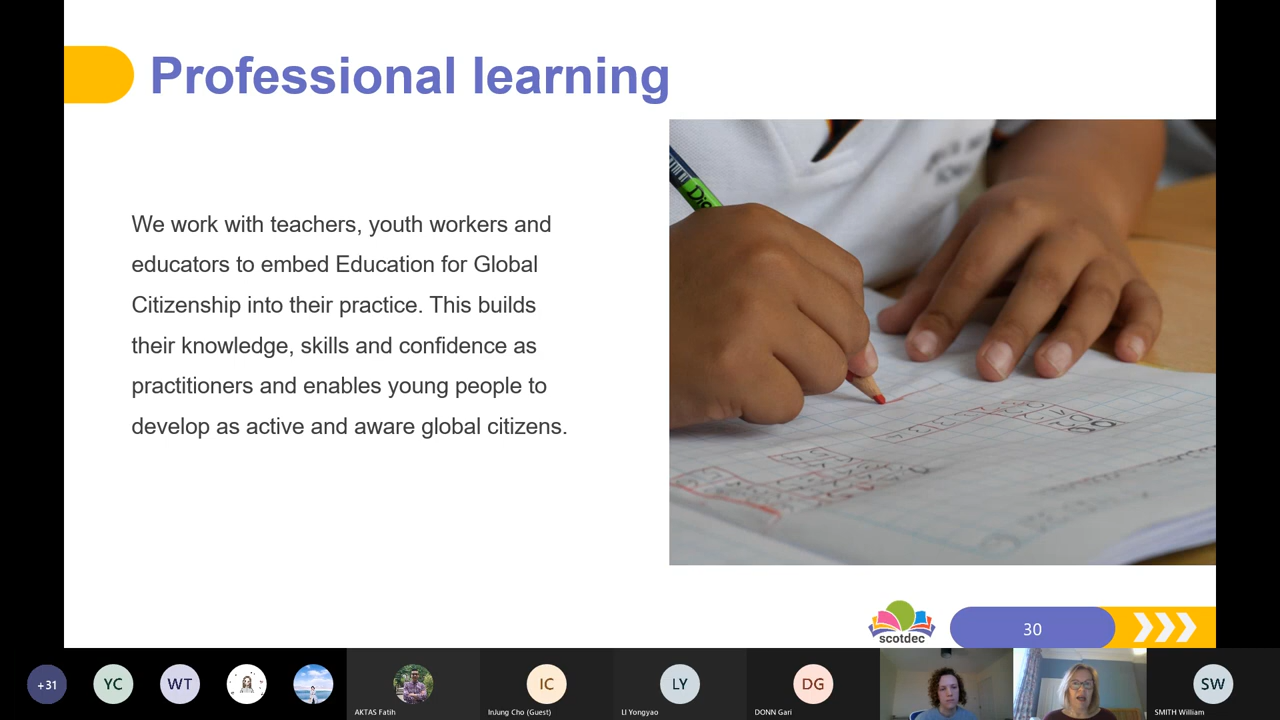 Professional learning
We work with teachers, youth workers and
educators to embed Education for Global
Citizenship into their practice. This builds
their knowledge, skills and confidence as
practitioners and enables young people to
develop as active and aware global citizens.
scotdec
30
+31
YC
WT
AKTAS Fatih
IC
InJung Cho (Guest)
LY
LI Yongyao
DG
DONN Gari
SW
SMITH William